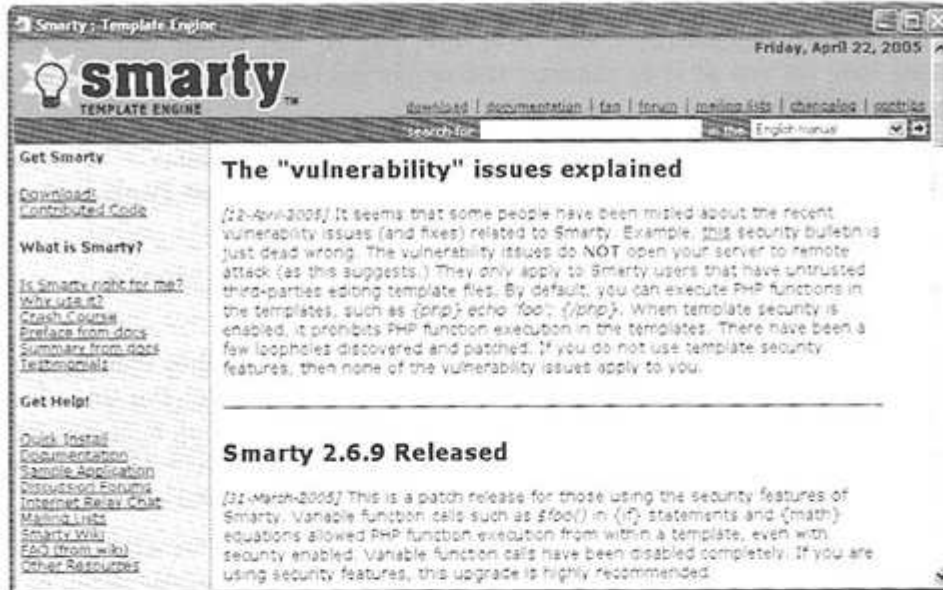 Smarty : Template Engine
Friday, April 22, 2005
smarty™
TEMPLATE ENGINE
download | documentation | faq | forum | mailing lists | changelog | contribs
search for
in the English manual
Get Smarty
Download!
Contributed Code
What is Smarty?
Is Smarty right for me?
Why use it?
Crash Course
Preface from docs
Summary from docs
Testimonials
Get Help!
Quick Install
Documentation
Sample Application
Discussion Forums
Internet Relay Chat
Mailing Lists
Smarty Wiki
FAQ (from wiki)
Other Resources
The "vulnerability" issues explained
[12-April-2005] It seems that some people have been misled about the recent
vulnerability issues (and fixes) related to Smarty. Example, this security bulletin is
just dead wrong. The vulnerability issues do NOT open your server to remote
attack (as this suggests.) They only apply to Smarty users that have untrusted
third-parties editing template files. By default, you can execute PHP functions in
the templates, such as {php} echo 'foo'; {/php}. When template security is
enabled, it prohibits PHP function execution in the templates. There have been a
few loopholes discovered and patched. If you do not use template security
features, then none of the vulnerability issues apply to you.
Smarty 2.6.9 Released
[31-March-2005] This is a patch release for those using the security features of
Smarty. Variable function calls such as $foo() in {if} statements and {math}
equations allowed PHP function execution from within a template, even with
security enabled. Variable function calls have been disabled completely. If you are
using security features, this upgrade is highly recommended.